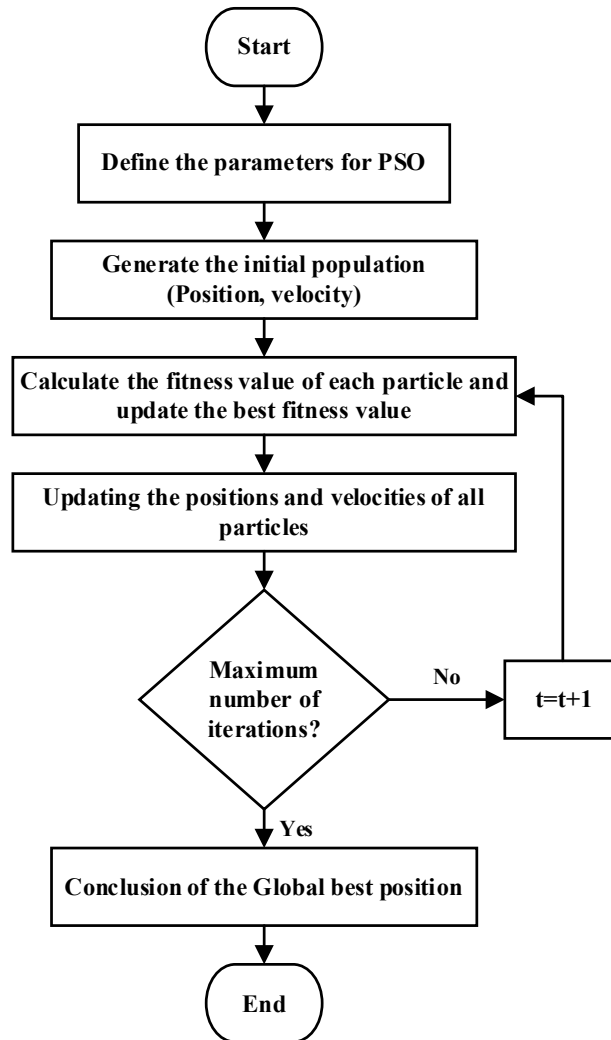 Start
Define the parameters for PSO
Generate the initial population
(Position, velocity)
Calculate the fitness value of each particle and
update the best fitness value
Updating the positions and velocities of all
particles
Maximum
number of
iterations?
No
t=t+1
Yes
Conclusion of the Global best position
End